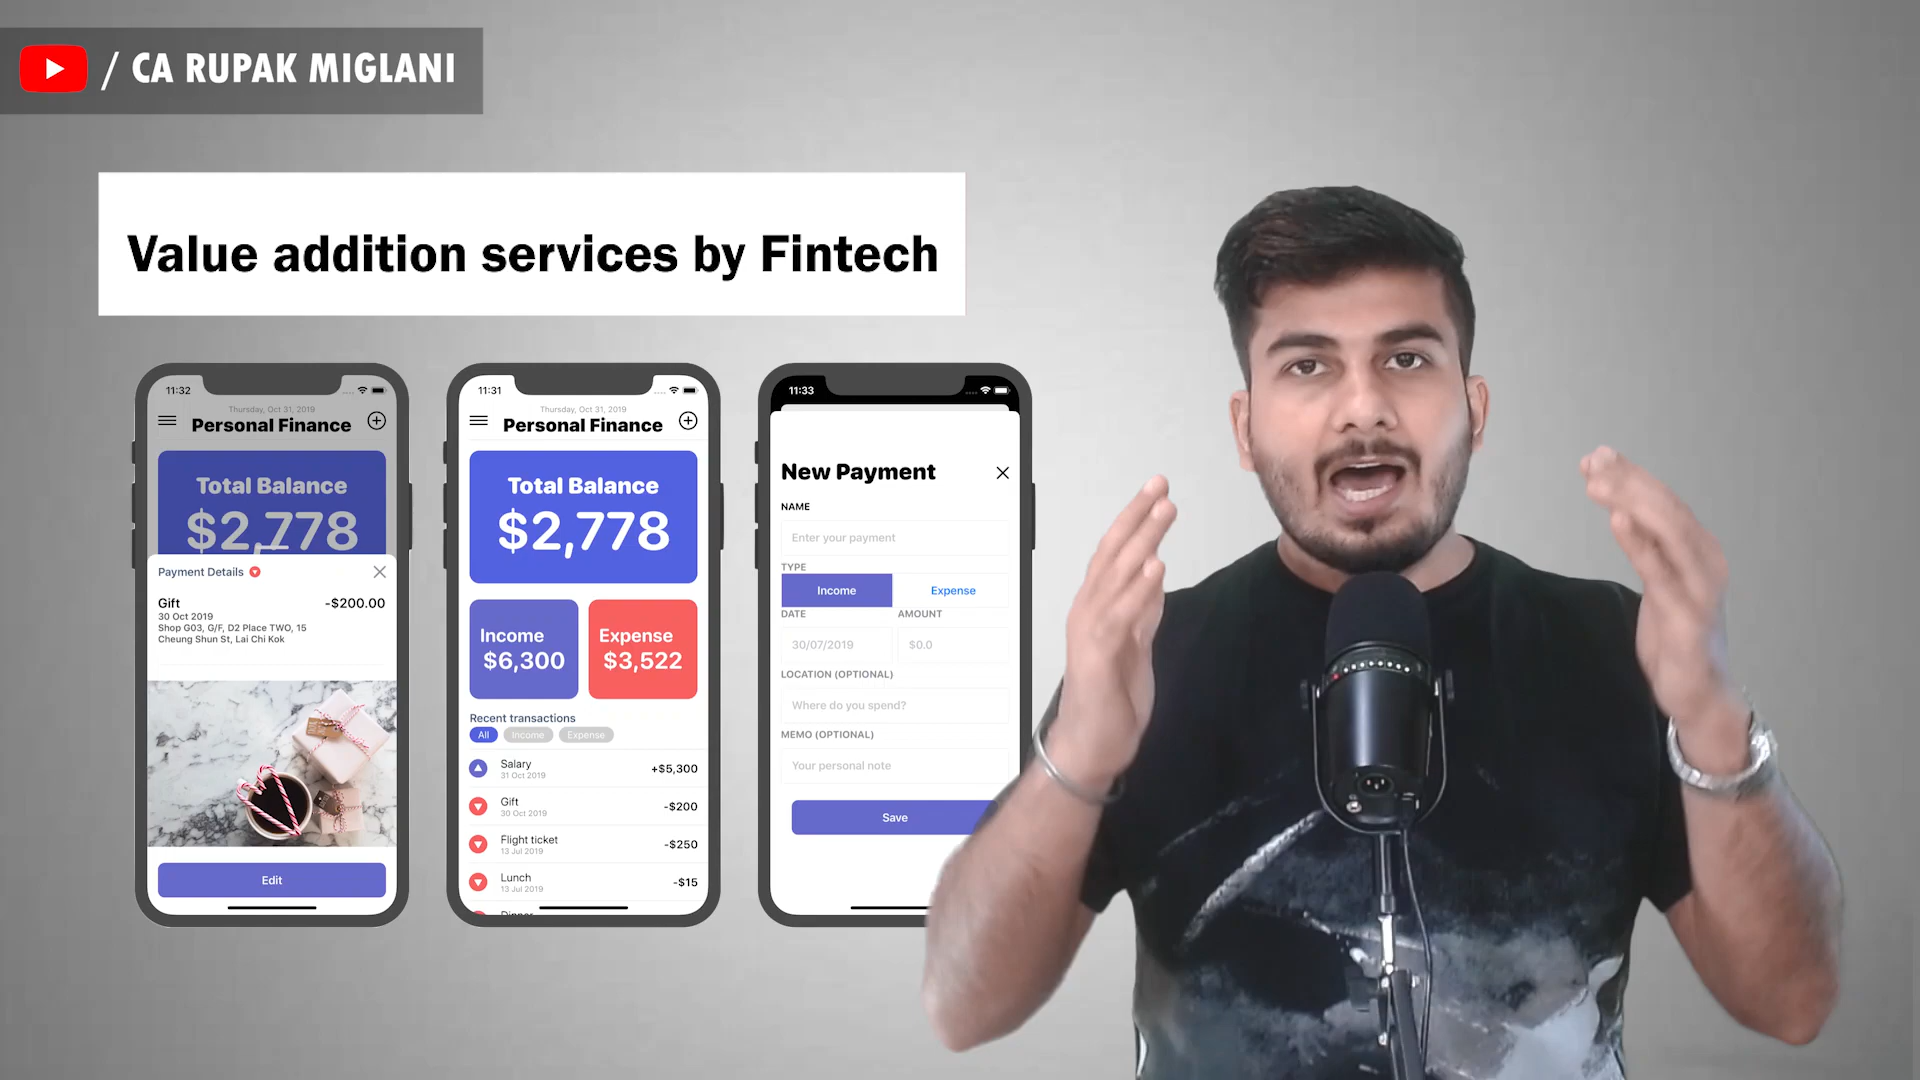 / CA RUPAK MIGLANI
Value addition services by Fintech
11:32
Thursday, Oct 31, 2019
Personal Finance
Total Balance
$2,778
Payment Details
Gift
-$200.00
30 Oct 2019
Shop G03, G/F, D2 Place TWO, 15
Cheung Shun St, Lai Chi Kok
Edit
11:31
Thursday, Oct 31, 2019
Personal Finance
Total Balance
$2,778
Income
$6,300
Expense
$3,522
Recent transactions
All Income Expense
Salary
31 Oct 2019
+$5,300
Gift
30 Oct 2019
-$200
Flight ticket
13 Jul 2019
-$250
Lunch
13 Jul 2019
-$15
11:33
New Payment
NAME
Enter your payment
TYPE
Income Expense
DATE AMOUNT
30/07/2019 $0.0
LOCATION (OPTIONAL)
Where do you spend?
MEMO (OPTIONAL)
Your personal note
Save